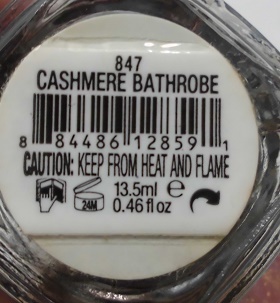 847
CASHMERE BATHROBE
8 84486 12859 1
CAUTION: KEEP FROM HEAT AND FLAME
24M 13.5ml e
0.46 fl oz